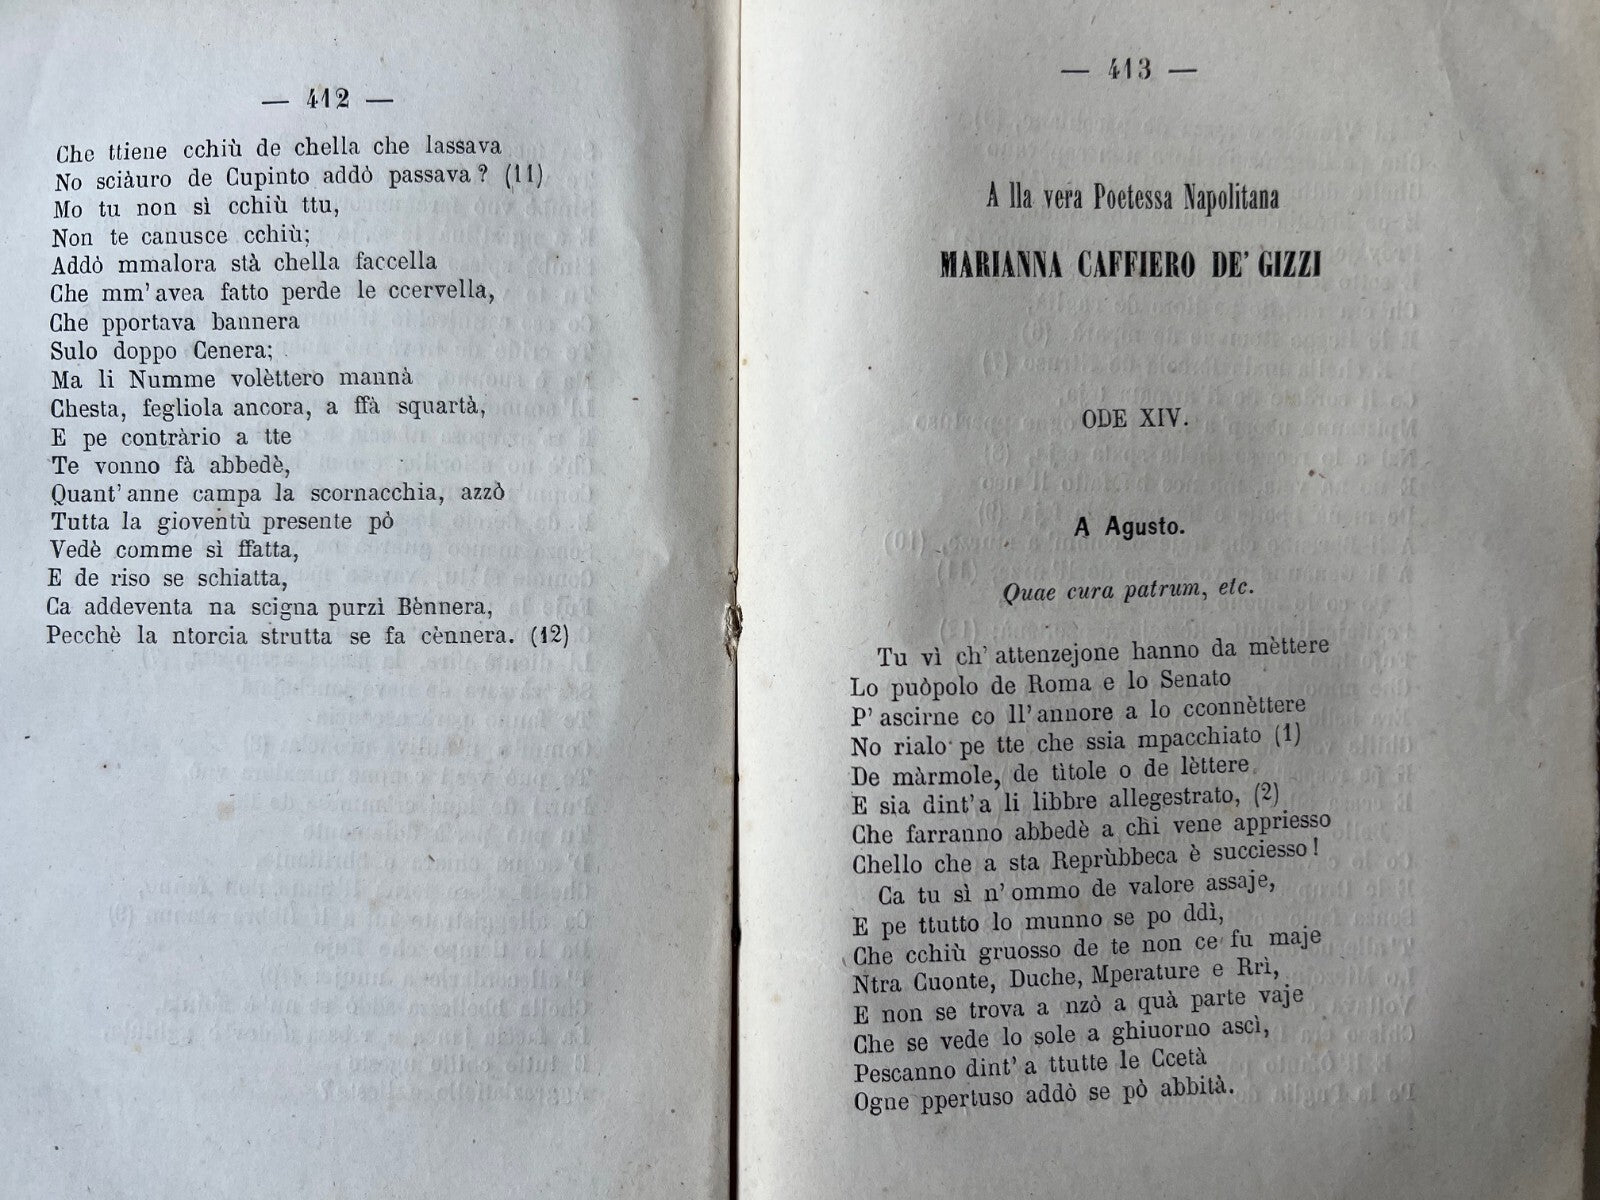 — 412 —
Che ttiene cchiù de chella che lassava
No sciàuro de Cupinto addò passava? (11)
Mo tu non sì cchiù ttu,
Non te canusce cchiù;
Addò mmalora stà chella faccella
Che mm' avea fatto perde le ccervella,
Che pportava bannera
Sulo doppo Cenera;
Ma li Numme volèttero mannà
Chesta, fegliola ancora, a ffà squartà,
E pe contràrio a tte
Te vonno fà abbedè,
Quant' anne campa la scornacchia, azzò
Tutta la gioventù presente pò
Vedè comme sì ffatta,
E de riso se schiatta,
Ca addeventa na scigna purzì Bènnera,
Pecchè la ntorcia strutta se fa cènnera. (12)
— 413 —
A lla vera Poetessa Napolitana
MARIANNA CAFFIERO DE' GIZZI
ODE XIV.
A Agusto.
Quae cura patrum, etc.
Tu vì ch' attenzejone hanno da mèttere
Lo puòpolo de Roma e lo Senato
P' ascirne co ll' annore a lo cconnèttere
No rialo pe tte che ssia mpacchiato (1)
De màrmole, de tìtole o de lèttere
E sia dint' a li libbre allegestrato, (2)
Che farranno abbedè a chi vene appriesso
Chello che a sta Reprùbbeca è succiesso!
Ca tu sì n' ommo de valore assaje,
E pe ttutto lo munno se po ddì,
Che cchiù gruosso de te non ce fu maje
Ntra Cuonte, Duche, Mperature e Rrì,
E non se trova a nzò a quà parte vaje
Che se vede lo sole a ghiuorno ascì,
Pescanno dint' a ttutte le Ccetà
Ogne ppertuso addò se pò abbità.